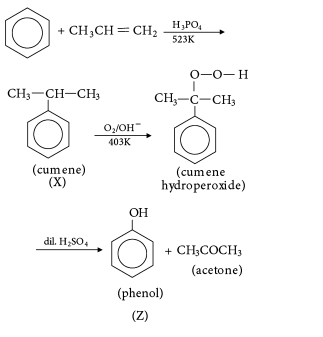 + CH₃CH=CH₂ H₃PO₄
523K
O—O—H
CH₃—CH—CH₃ CH₃—C—CH₃
O₂/OH⁻
403K
(cumene) (cumene
(X) hydroperoxide)
OH
dil. H₂SO₄
+ CH₃COCH₃
(acetone)
(phenol)
(Z)